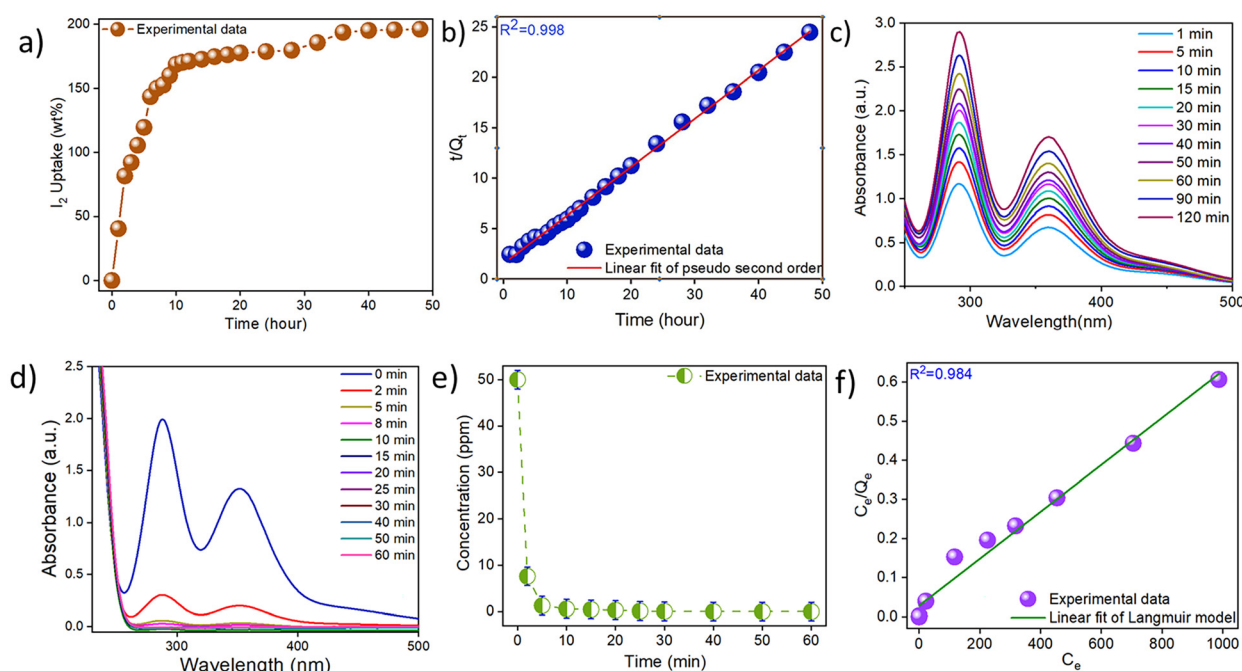 a)
Experimental data
200
150
100
50
0
I2 Uptake (wt%)
0 10 20 30 40 50
Time (hour)
b)
R²=0.998
25
20
15
10
5
0
t/Qt
Experimental data
Linear fit of pseudo second order
0 10 20 30 40 50
Time (hour)
c)
3.0
2.5
2.0
1.5
1.0
0.5
0.0
Absorbance (a.u.)
1 min
5 min
10 min
15 min
20 min
30 min
40 min
50 min
60 min
90 min
120 min
300 400 500
Wavelength(nm)
d)
2.5
2.0
1.5
1.0
0.5
0.0
Absorbance (a.u.)
0 min
2 min
5 min
8 min
10 min
15 min
20 min
25 min
30 min
40 min
50 min
60 min
300 400 500
Wavelength (nm)
e)
Experimental data
50
40
30
20
10
0
Concentration (ppm)
0 10 20 30 40 50 60
Time (min)
f)
R²=0.984
0.6
0.5
0.4
0.3
0.2
0.1
0.0
Ce/Qe
Experimental data
Linear fit of Langmuir model
0 200 400 600 800 1000
Ce